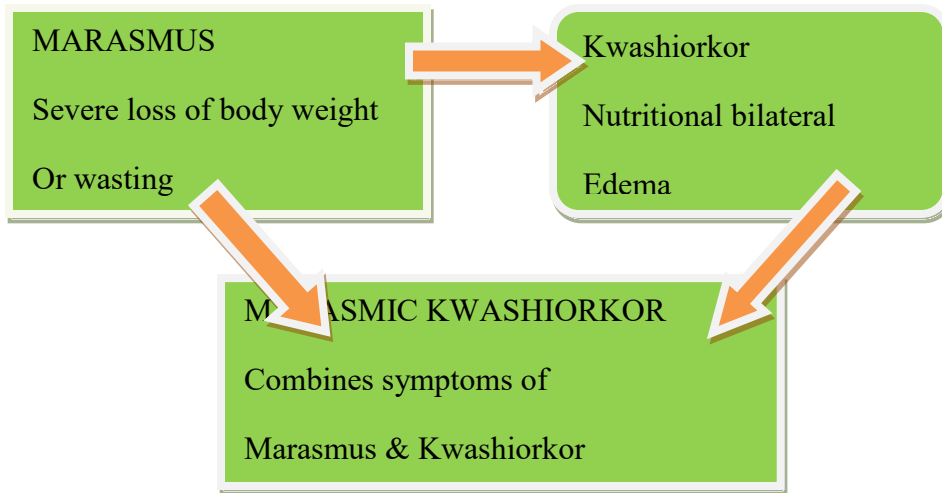 MARASMUS
Severe loss of body weight
Or wasting
Kwashiorkor
Nutritional bilateral
Edema
KWASHIORKOR
Combines symptoms of
Marasmus & Kwashiorkor